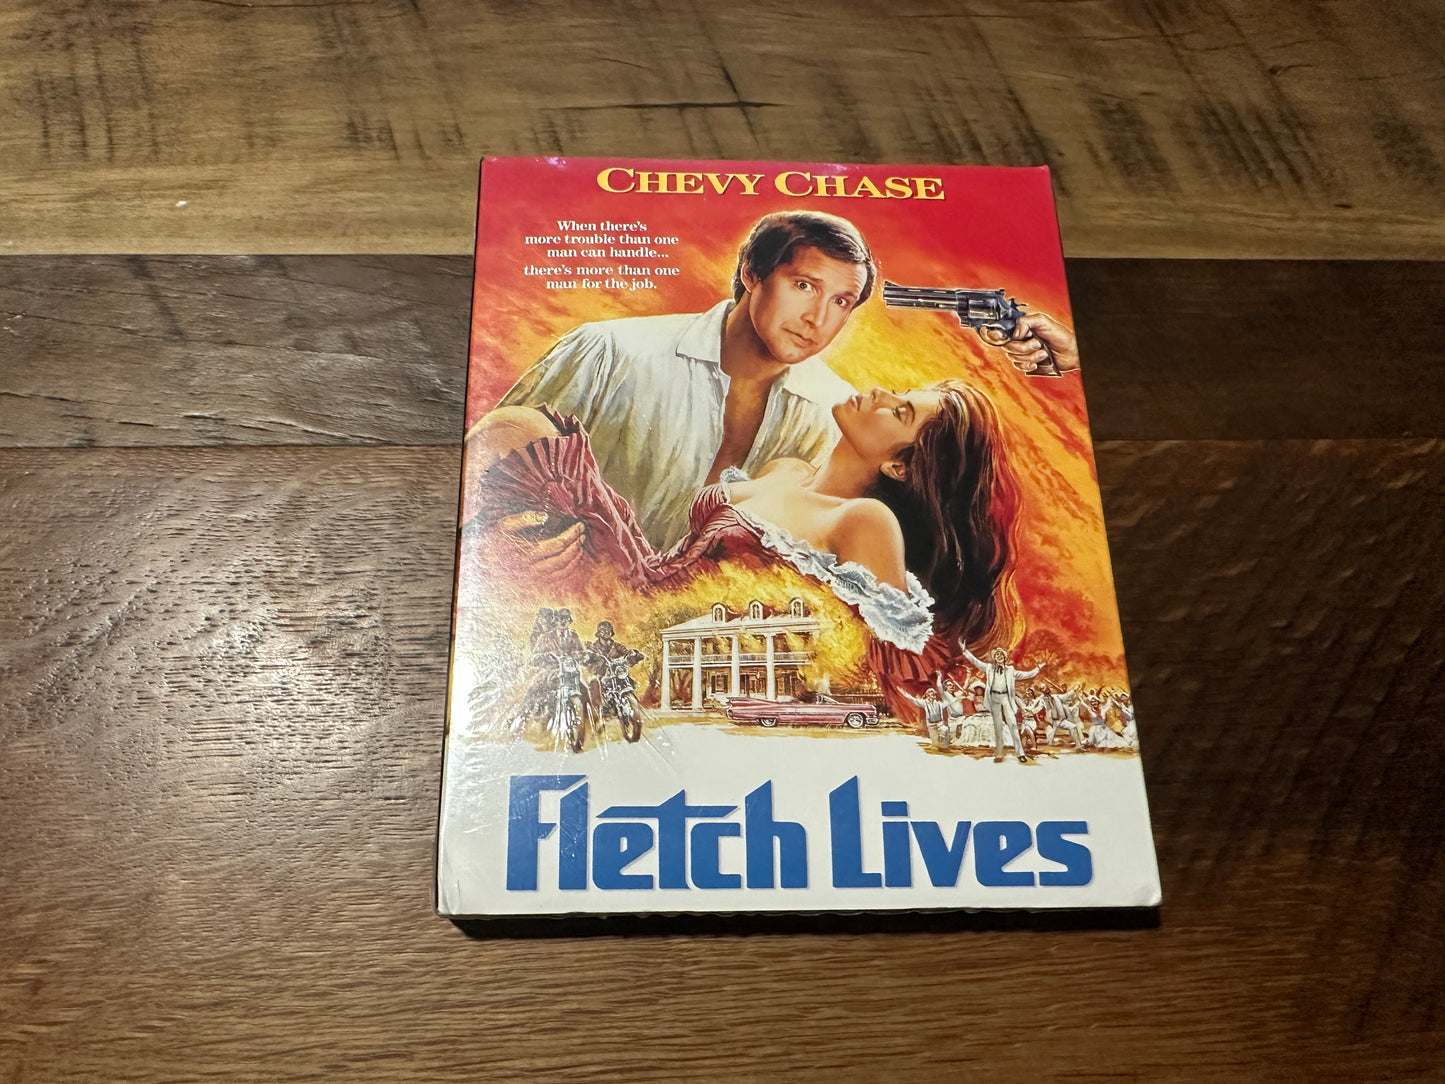 CHEVY CHASE
When there's
more trouble than one
man can handle...
there's more than one
man for the job.
Fletch Lives